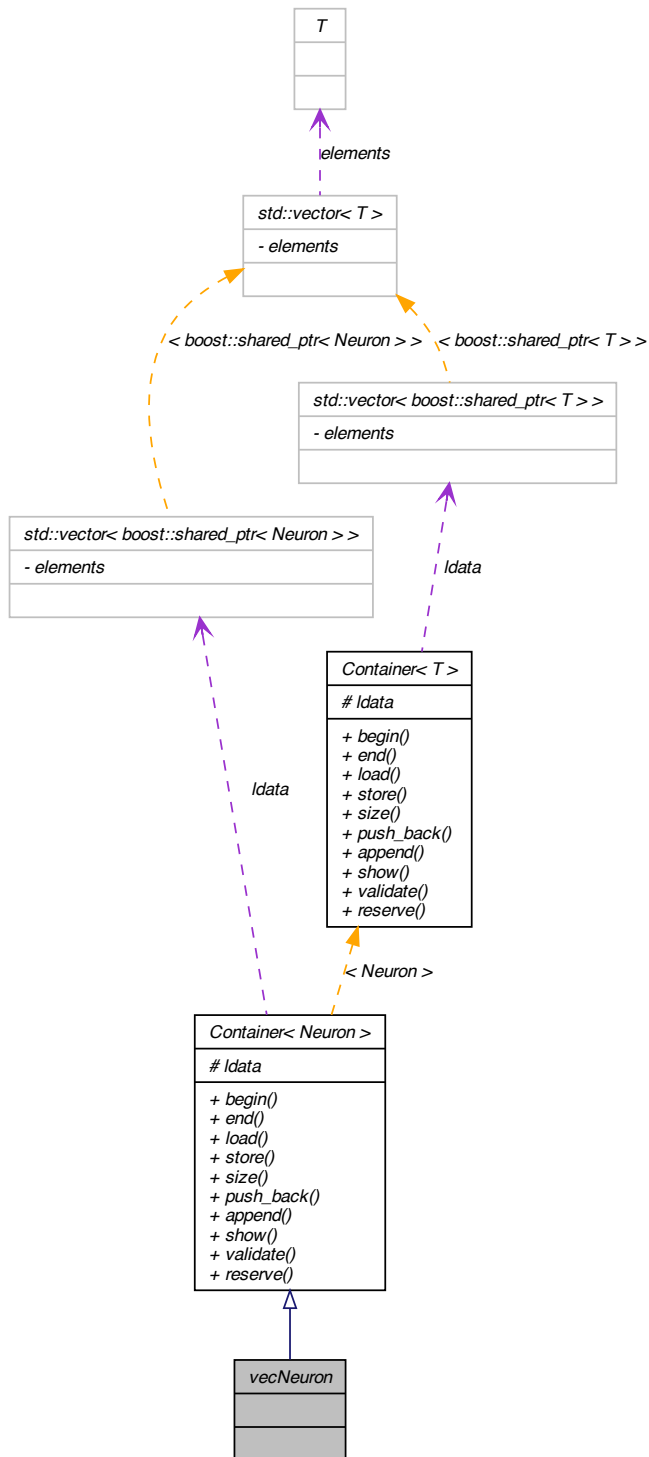 T
elements
std::vector< T >
- elements
< boost::shared_ptr< Neuron > >
< boost::shared_ptr< T > >
std::vector< boost::shared_ptr< T > >
- elements
std::vector< boost::shared_ptr< Neuron > >
- elements
ldata
Container< T >
# ldata
+ begin()
+ end()
+ load()
+ store()
+ size()
+ push_back()
+ append()
+ show()
+ validate()
+ reserve()
ldata
< Neuron >
Container< Neuron >
# ldata
+ begin()
+ end()
+ load()
+ store()
+ size()
+ push_back()
+ append()
+ show()
+ validate()
+ reserve()
vecNeuron